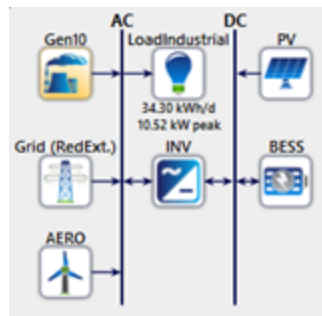 AC DC
Gen10 LoadIndustrial PV
34.30 kWh/d
10.52 kW peak
Grid (RedExt.) INV BESS
AERO